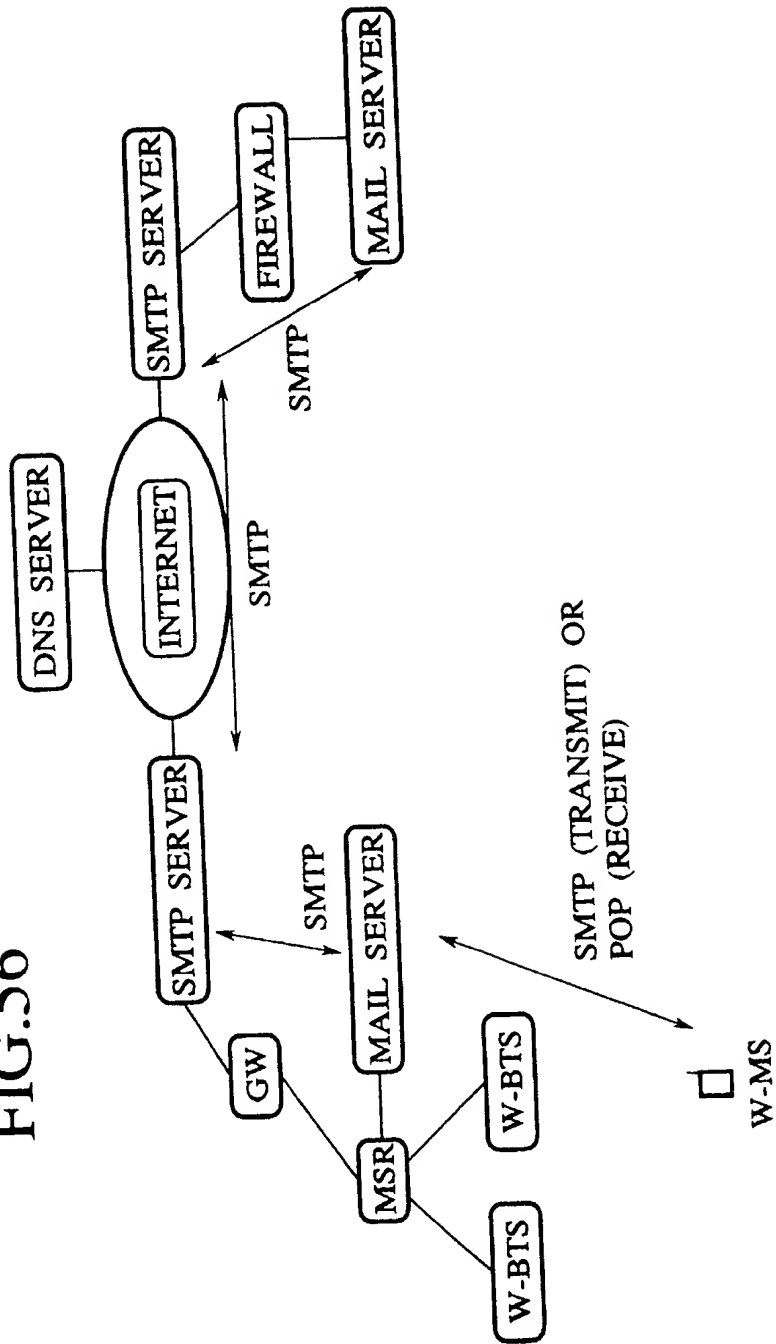 FIG.56
DNS SERVER
INTERNET
SMTP SERVER
SMTP SERVER
SMTP
GW
FIREWALL
SMTP
SMTP
MSR
MAIL SERVER
MAIL SERVER
W-BTS
W-BTS
SMTP (TRANSMIT) OR
POP (RECEIVE)
W-MS